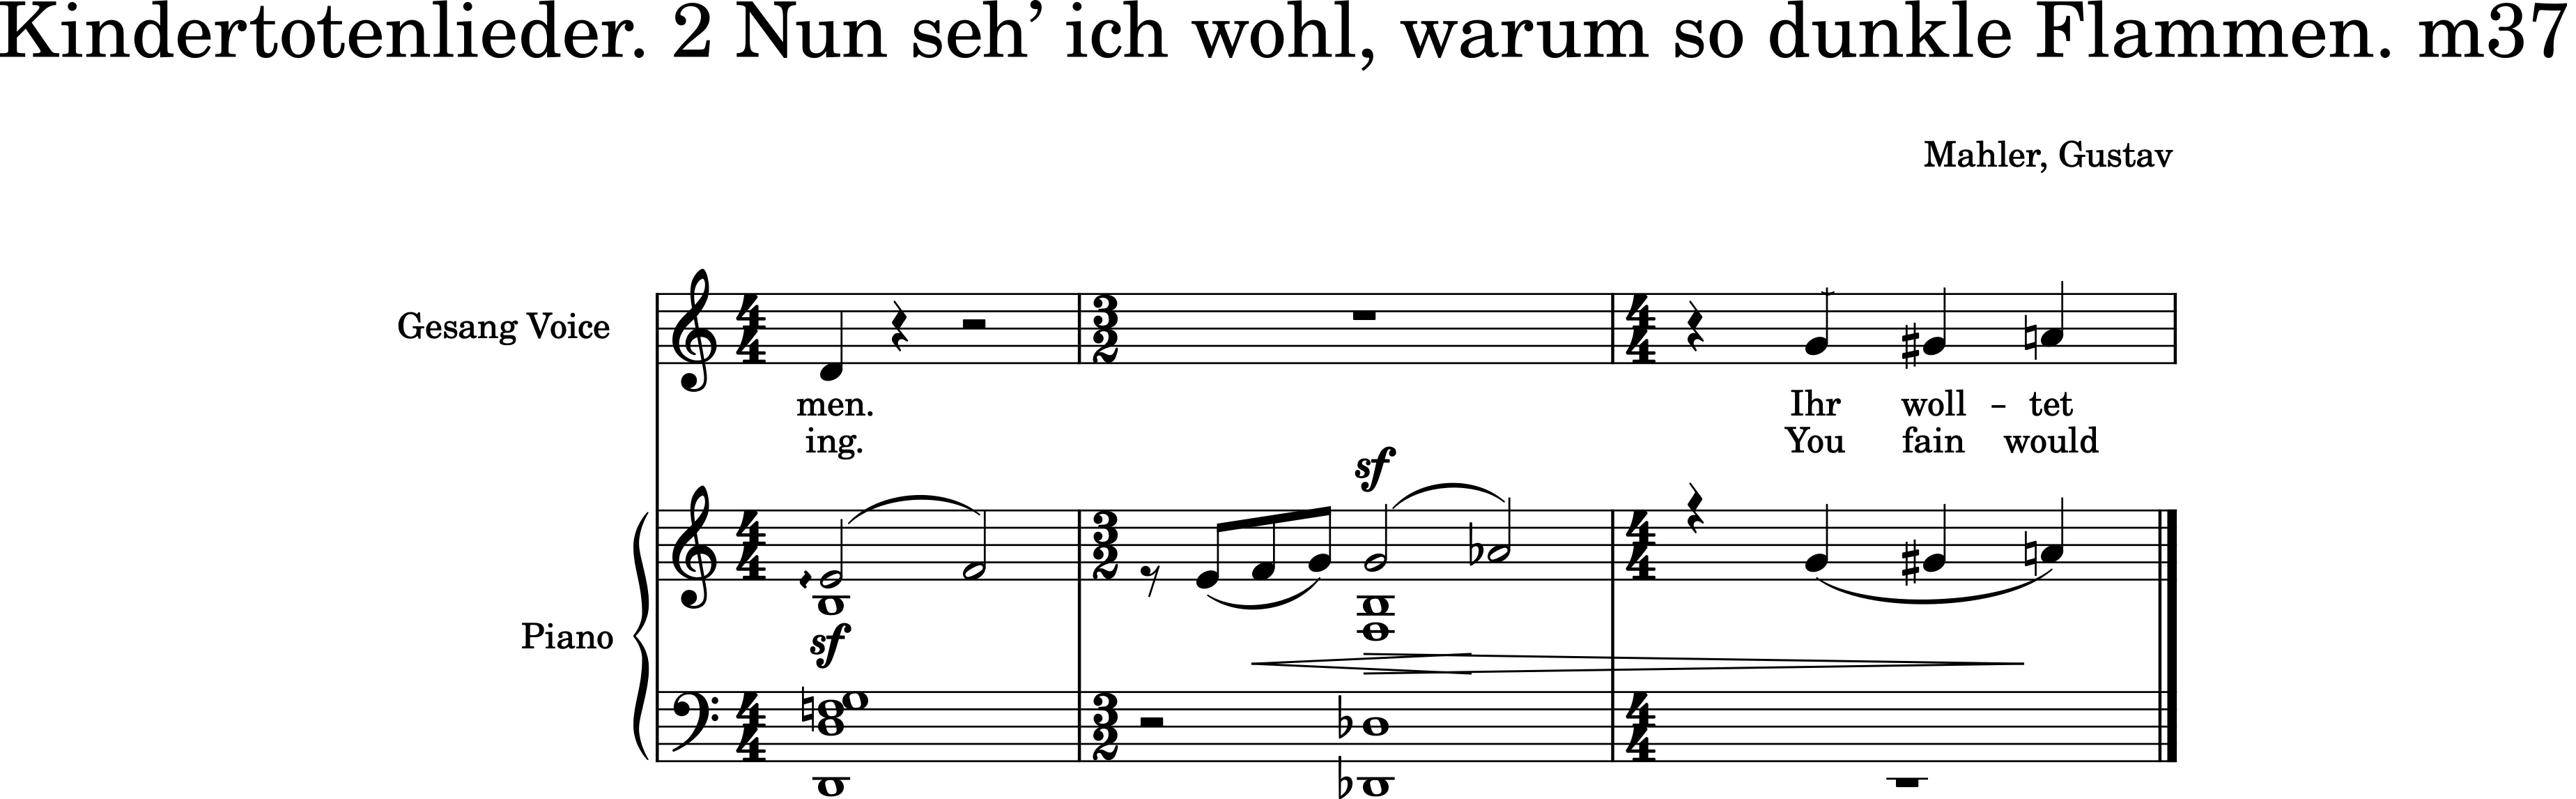 Kindertotenlieder. 2 Nun seh’ ich wohl, warum so dunkle Flammen. m37
Mahler, Gustav
Gesang Voice
men. Ihr woll – tet
ing. You fain would
sf
Piano
sf